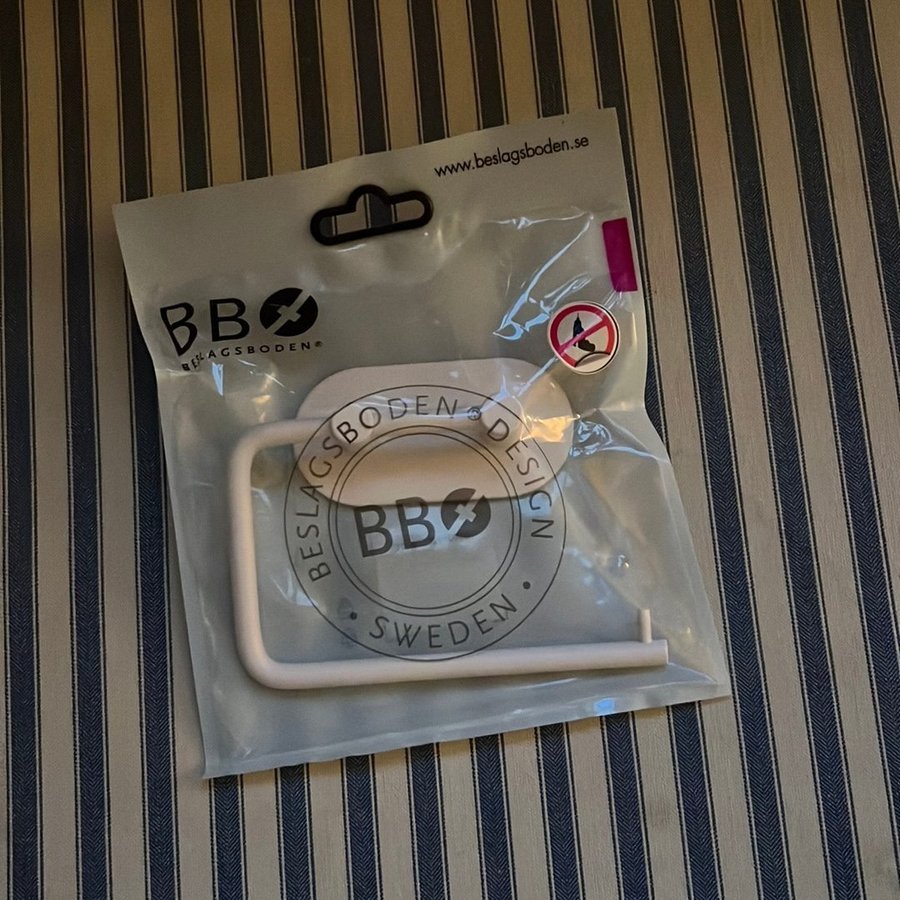 www.beslagsboden.se
BB
BESLAGSBODEN®
BESLAGSBODEN® DESIGN
BB
• SWEDEN •